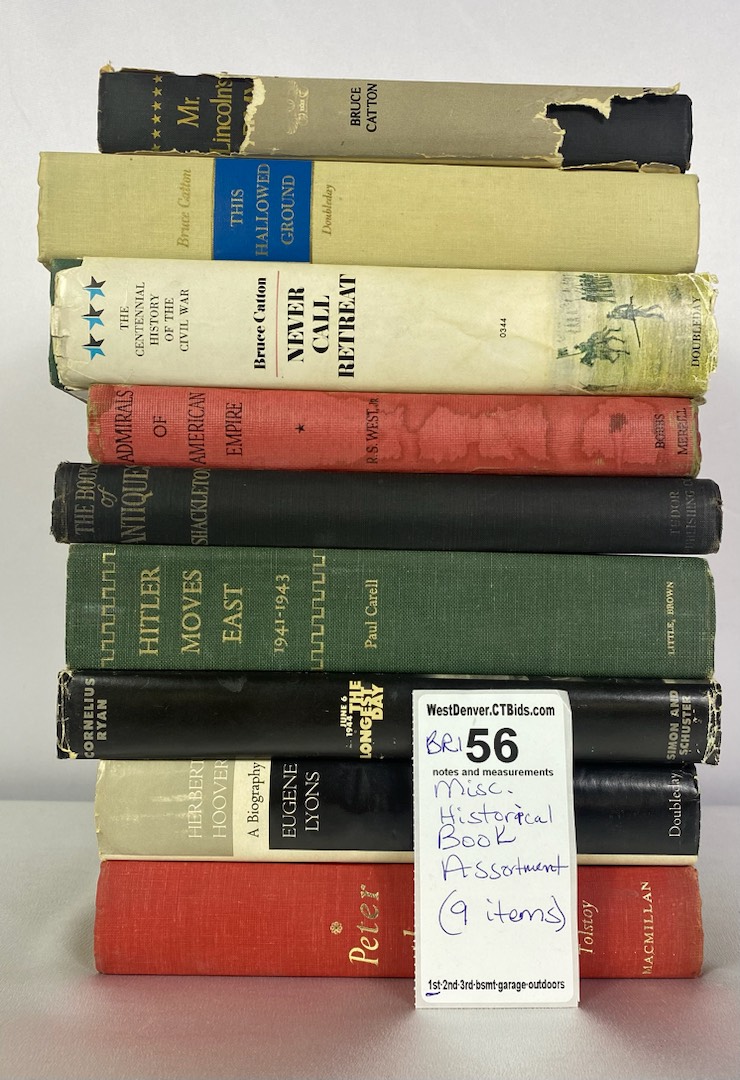 Mr.
Lincoln's
BRUCE
CATTON
Bruce Catton
THIS
HALLOWED
GROUND
Doubleday
THE
CENTENNIAL
HISTORY
OF THE
CIVIL WAR
Bruce Catton
NEVER
CALL
RETREAT
0344
DOUBLEDAY
ADMIRALS
OF
AMERICAN
EMPIRE
R.S. WEST, JR
BOBBS
MERRILL
THE BOOK
of
ANTIQUE
SHACKLETON
TUDOR
HITLER
MOVES
EAST
1941-1943
Paul Carell
LITTLE, BROWN
CORNELIUS
RYAN
JUNE 6
1944
THE
LONGEST
DAY
SIMON AND
SCHUSTER
HERBERT
HOOVER
A Biography
EUGENE
LYONS
Doubleday
Peter
Tolstoy
MACMILLAN
WestDenver.CTBids.com
BR1 56
notes and measurements
Misc.
Historical
Book
Assortment
(9 items)
1st-2nd-3rd-bsmt-garage-outdoors